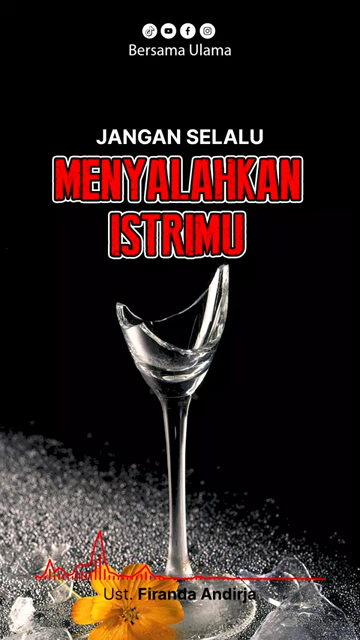 Bersama Ulama
JANGAN SELALU
MENYALAHKAN
ISTRIMU
Ust. Firanda Andirja